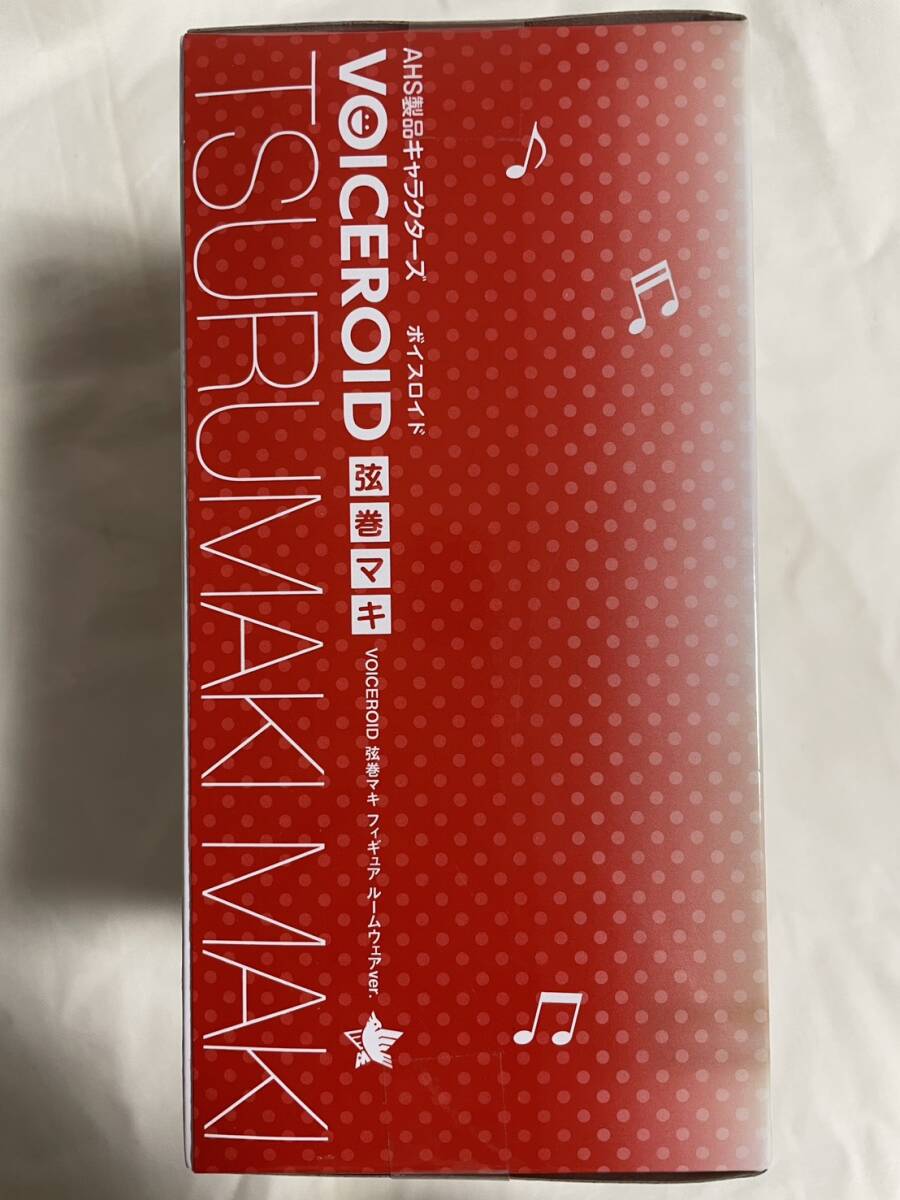 AHS製品キャラクターズ
ボイスロイド
VOICEROID 弦巻マキ
VOICEROID 弦巻マキ フィギュア ルームウェアver.
TSURUMAKI MAKI